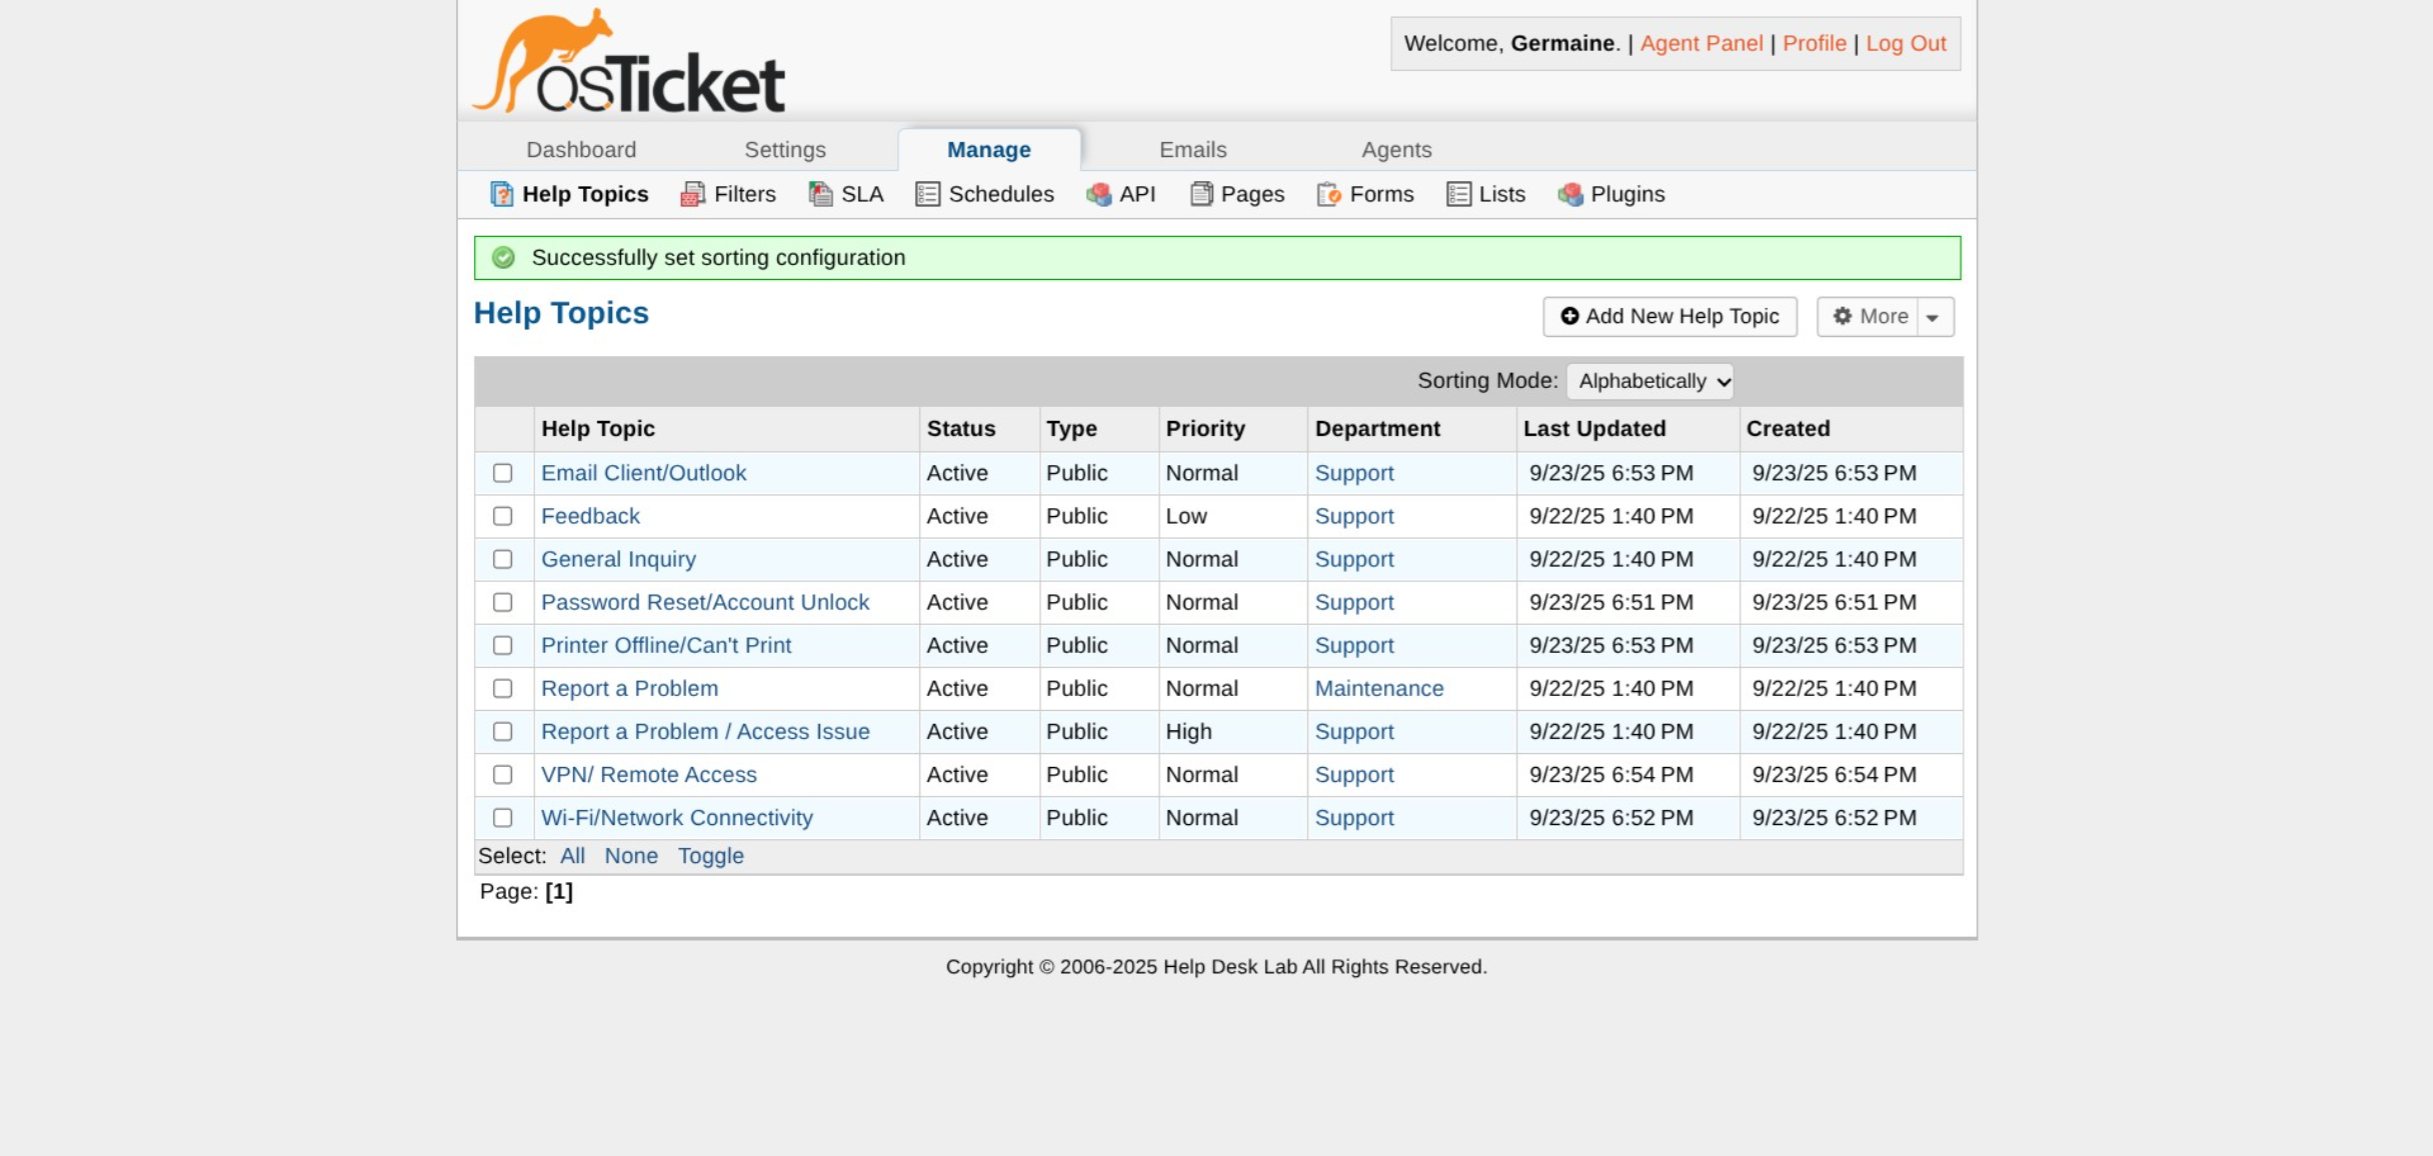 osTicket
Welcome, Germaine. | Agent Panel | Profile | Log Out
Dashboard Settings Manage Emails Agents
Help Topics Filters SLA Schedules API Pages Forms Lists Plugins
Successfully set sorting configuration
Help Topics Add New Help Topic More
Sorting Mode: Alphabetically
Help Topic Status Type Priority Department Last Updated Created
Email Client/Outlook Active Public Normal Support 9/23/25 6:53 PM 9/23/25 6:53 PM
Feedback Active Public Low Support 9/22/25 1:40 PM 9/22/25 1:40 PM
General Inquiry Active Public Normal Support 9/22/25 1:40 PM 9/22/25 1:40 PM
Password Reset/Account Unlock Active Public Normal Support 9/23/25 6:51 PM 9/23/25 6:51 PM
Printer Offline/Can't Print Active Public Normal Support 9/23/25 6:53 PM 9/23/25 6:53 PM
Report a Problem Active Public Normal Maintenance 9/22/25 1:40 PM 9/22/25 1:40 PM
Report a Problem / Access Issue Active Public High Support 9/22/25 1:40 PM 9/22/25 1:40 PM
VPN/ Remote Access Active Public Normal Support 9/23/25 6:54 PM 9/23/25 6:54 PM
Wi-Fi/Network Connectivity Active Public Normal Support 9/23/25 6:52 PM 9/23/25 6:52 PM
Select: All None Toggle
Page: [1]
Copyright © 2006-2025 Help Desk Lab All Rights Reserved.